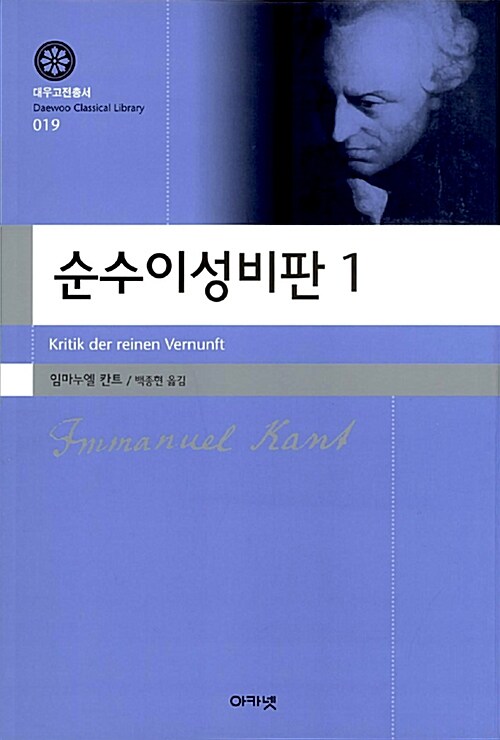 대우고전총서
Daewoo Classical Library
019
순수이성비판 1
Kritik der reinen Vernunft
임마누엘 칸트 / 백종현 옮김
Immanuel Kant
아카넷